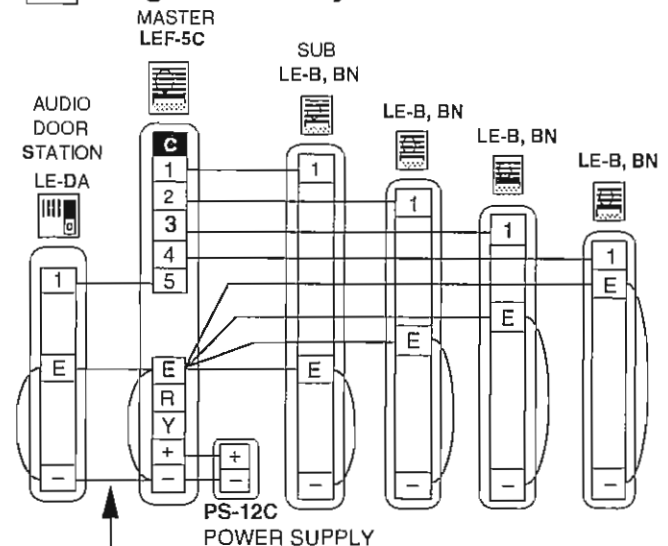 MASTER
LEF-5C
SUB
LE-B, BN
LE-B, BN
LE-B, BN
LE-B, BN
AUDIO
DOOR
STATION
LE-DA
C
1
2
3
4
5
E
R
Y
+
–
1
E
–
+
–
PS-12C
POWER SUPPLY
1
E
–
1
E
–
1
E
–
1
E
–